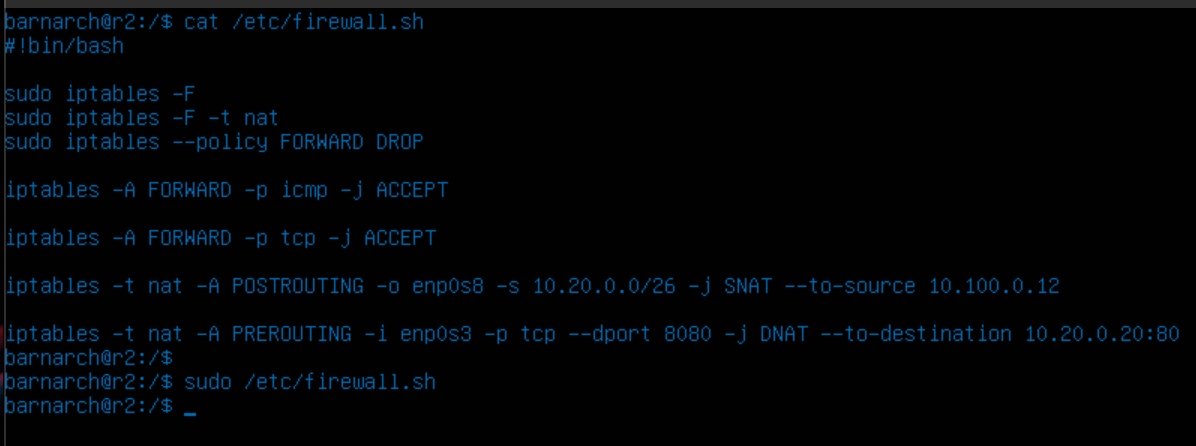 barnarch@r2:/$ cat /etc/firewall.sh
#!bin/bash
sudo iptables -F
sudo iptables -F -t nat
sudo iptables --policy FORWARD DROP
iptables -A FORWARD -p icmp -j ACCEPT
iptables -A FORWARD -p tcp -j ACCEPT
iptables -t nat -A POSTROUTING -o enp0s8 -s 10.20.0.0/26 -j SNAT --to-source 10.100.0.12
iptables -t nat -A PREROUTING -i enp0s3 -p tcp --dport 8080 -j DNAT --to-destination 10.20.0.20:80
barnarch@r2:/$
barnarch@r2:/$ sudo /etc/firewall.sh
barnarch@r2:/$ _